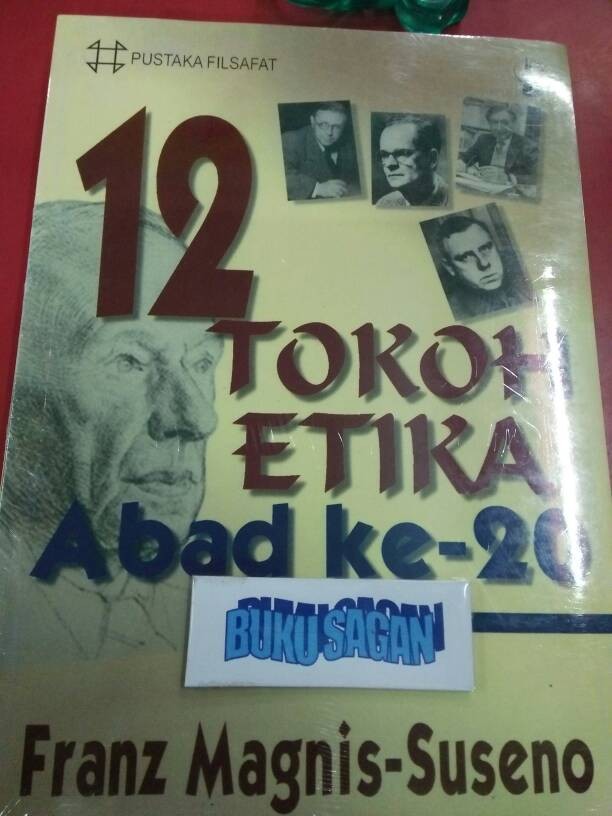 PUSTAKA FILSAFAT
12
TOKOH
ETIKA
Abad ke-20
BUKU SAGAN
Franz Magnis-Suseno